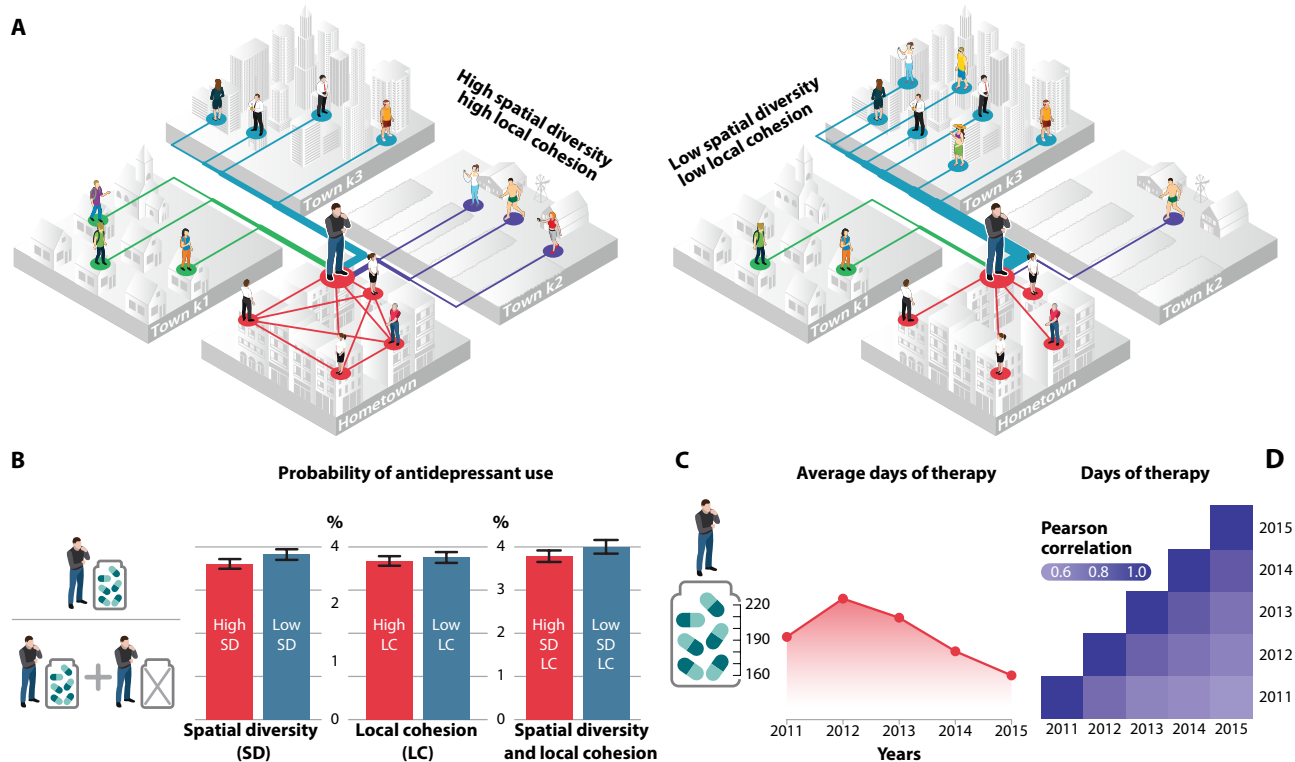 A
High spatial diversity
high local cohesion
Town k3
Town k1
Town k2
Hometown
Low spatial diversity
low local cohesion
Town k3
Town k1
Town k2
Hometown
B
Probability of antidepressant use
%
4
2
2
1
0
%
4
3
2
1
0
High
SD
Low
SD
High
LC
Low
LC
High
SD
LC
Low
SD
LC
Spatial diversity
(SD)
Local cohesion
(LC)
Spatial diversity
and local cohesion
C
Average days of therapy
220
190
160
2011 2012 2013 2014 2015
Years
D
Days of therapy
Pearson
correlation
0.6 0.8 1.0
2015
2014
2013
2012
2011
2011 2012 2013 2014 2015